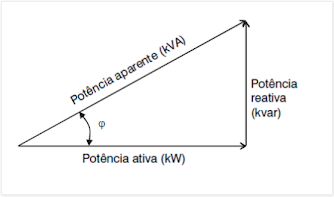 Potência aparente (kVA)
Potência
reativa
(kvar)
φ
Potência ativa (kW)